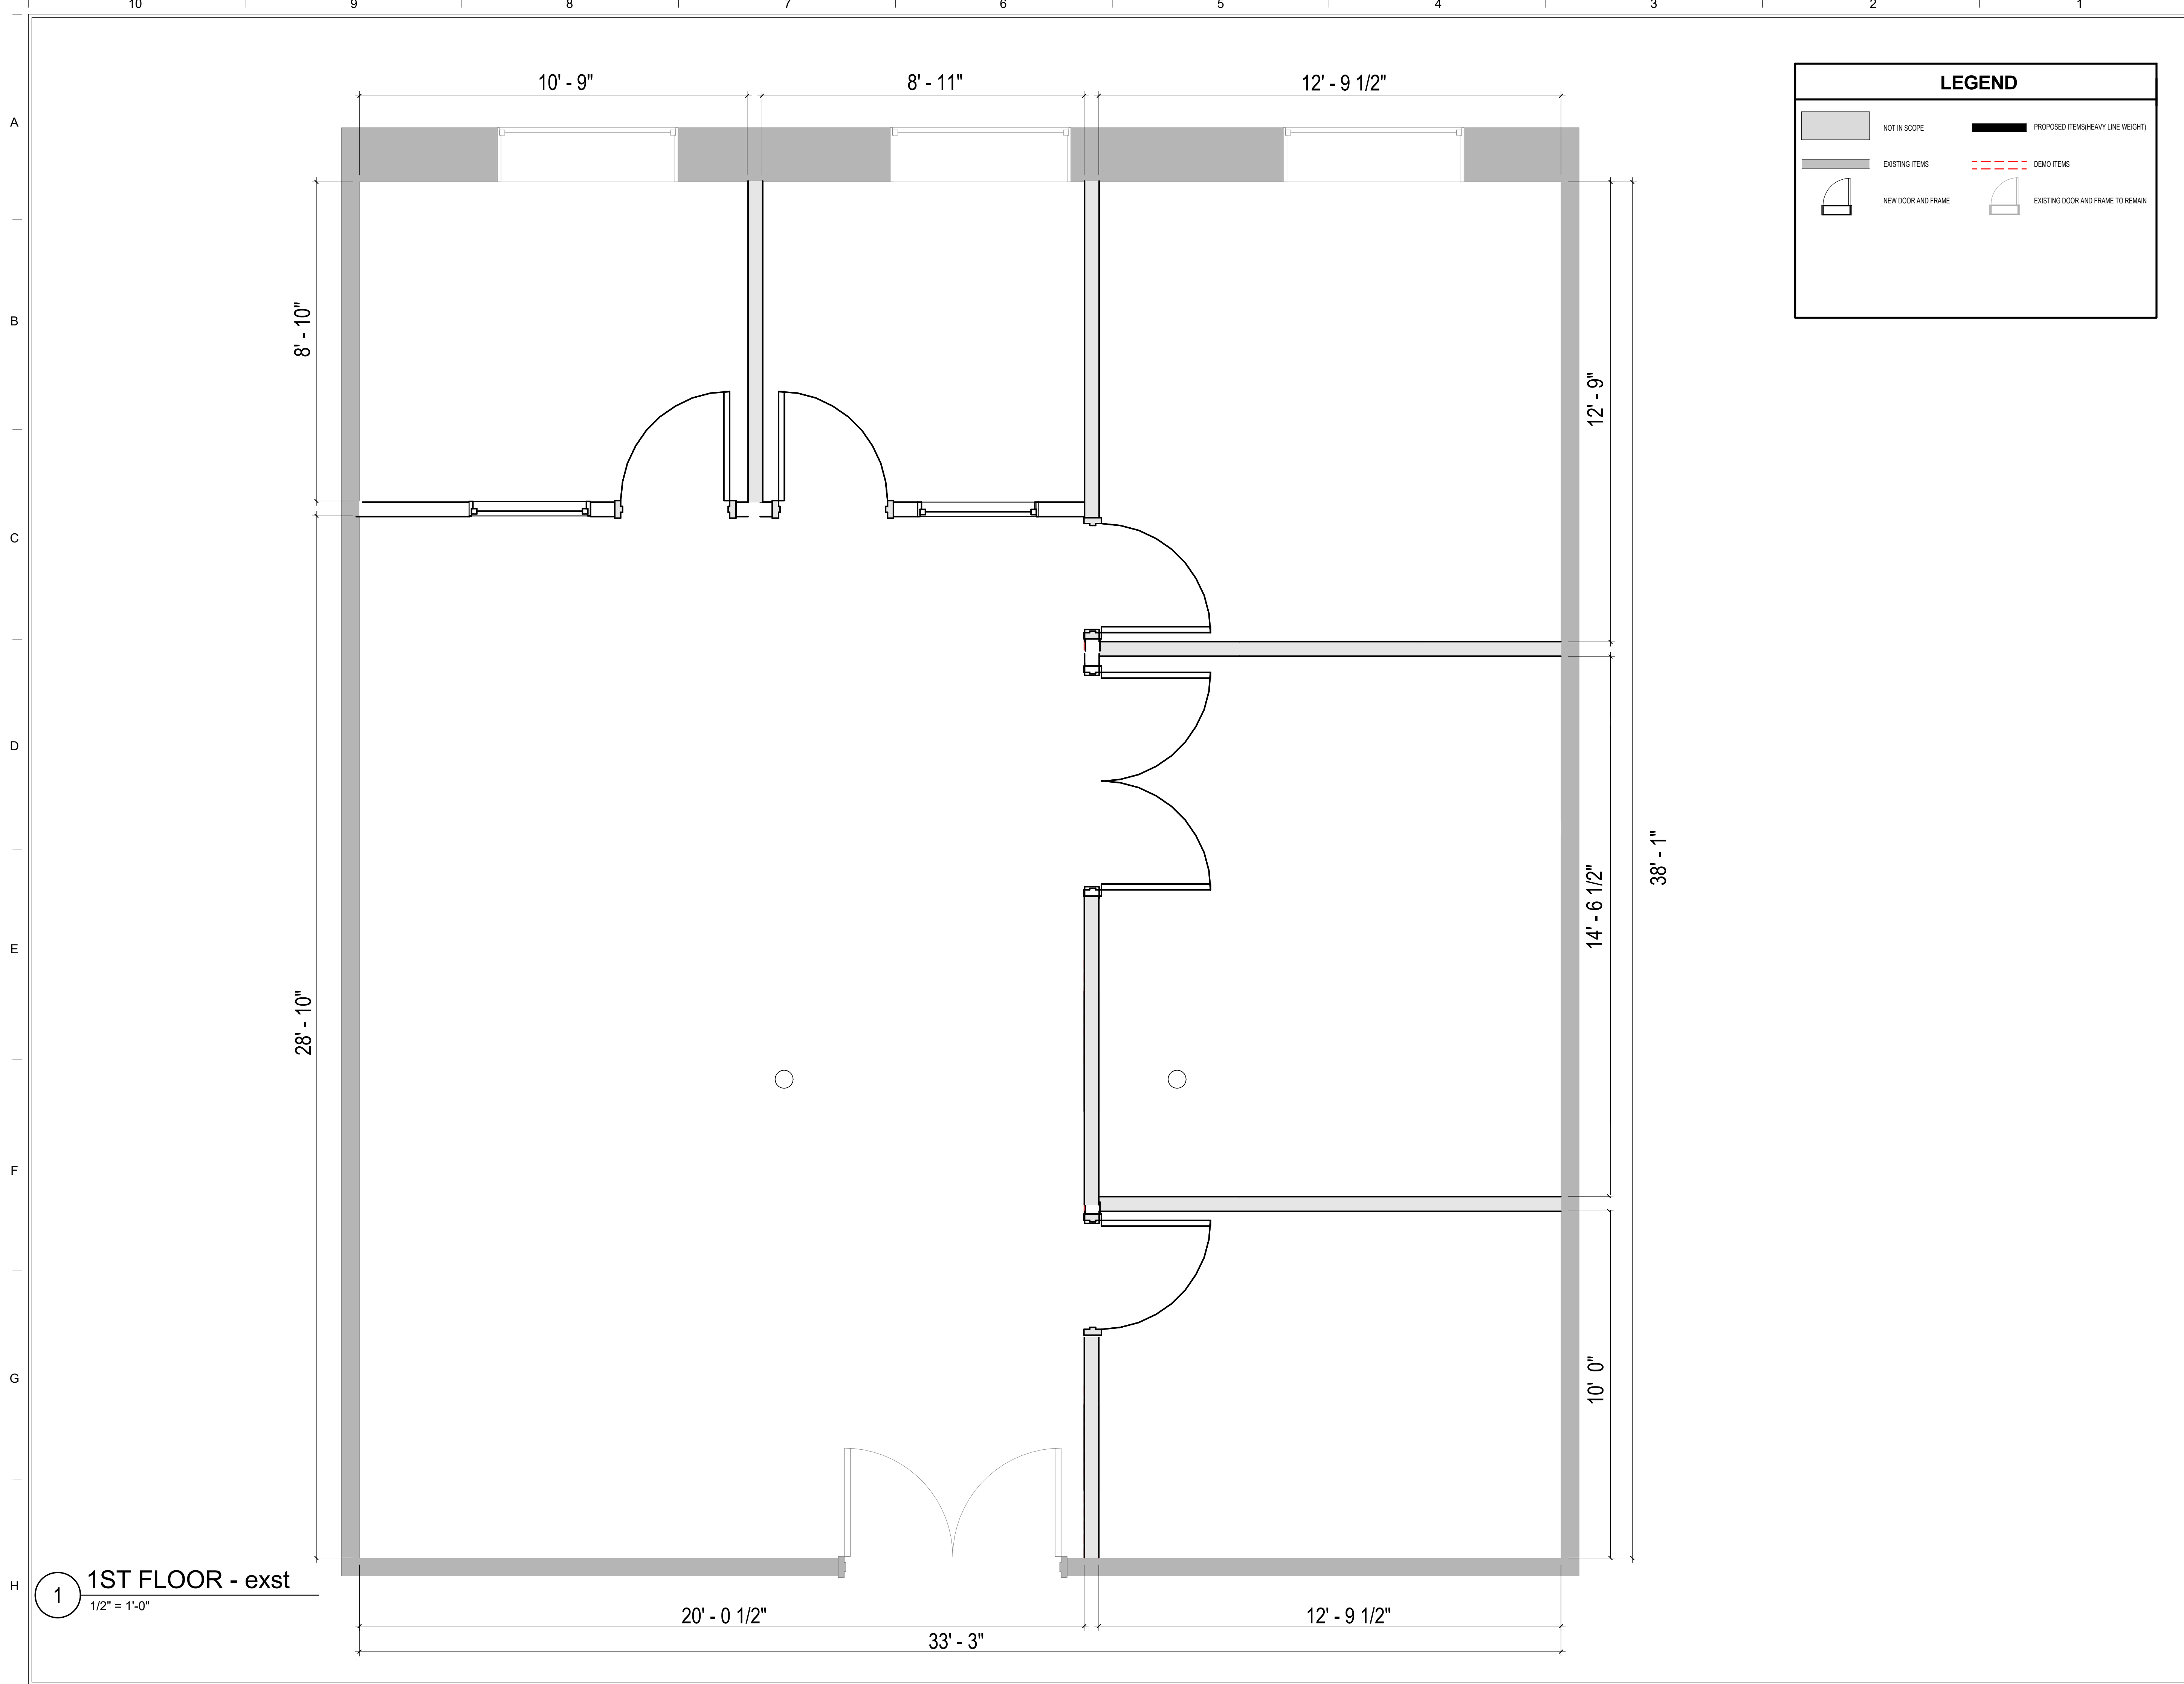 10 9 8 7 6 5 4 3 2 1
A
B
C
D
E
F
G
H
10' - 9"
8' - 11"
12' - 9 1/2"
LEGEND
NOT IN SCOPE
PROPOSED ITEMS(HEAVY LINE WEIGHT)
EXISTING ITEMS
DEMO ITEMS
NEW DOOR AND FRAME
EXISTING DOOR AND FRAME TO REMAIN
8' - 10"
12' - 9"
38' - 1"
14' - 6 1/2"
28' - 10"
10' 0"
1
1ST FLOOR - exst
1/2" = 1'-0"
20' - 0 1/2"
12' - 9 1/2"
33' - 3"